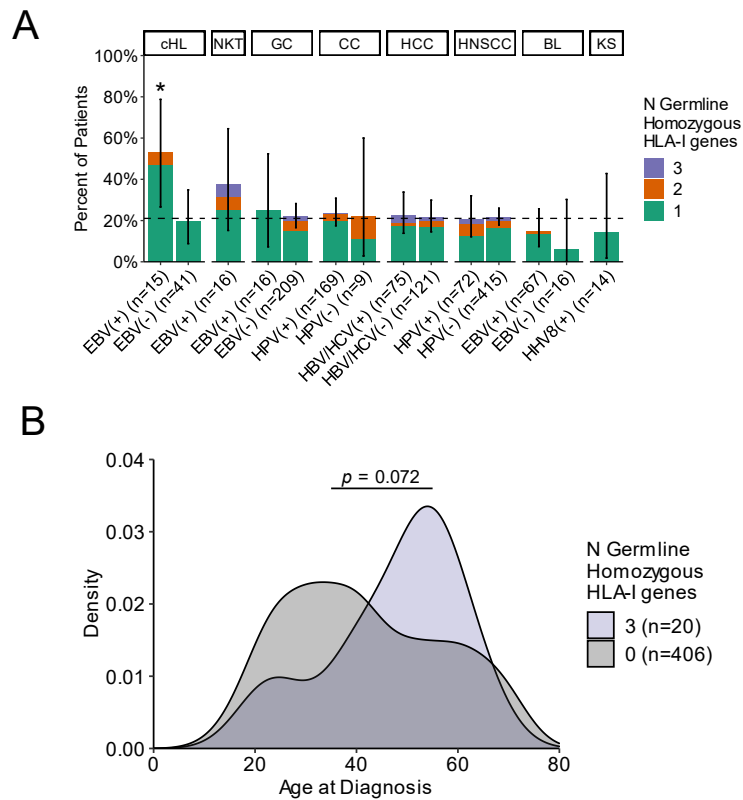 A
cHL NKT GC CC HCC HNSCC BL KS
100%
80%
60%
40%
20%
0%
Percent of Patients
*
N Germline
Homozygous
HLA-I genes
3
2
1
EBV(+) (n=15)
EBV(-) (n=41)
EBV(+) (n=16)
EBV(+) (n=16)
EBV(-) (n=209)
HPV(+) (n=169)
HPV(-) (n=9)
HBV/HCV(+) (n=75)
HBV/HCV(-) (n=121)
HPV(+) (n=72)
HPV(-) (n=415)
EBV(+) (n=67)
EBV(-) (n=16)
HHV8(+) (n=14)
B
0.04
0.03
0.02
0.01
0.00
Density
p = 0.072
0 20 40 60 80
Age at Diagnosis
N Germline
Homozygous
HLA-I genes
3 (n=20)
0 (n=406)